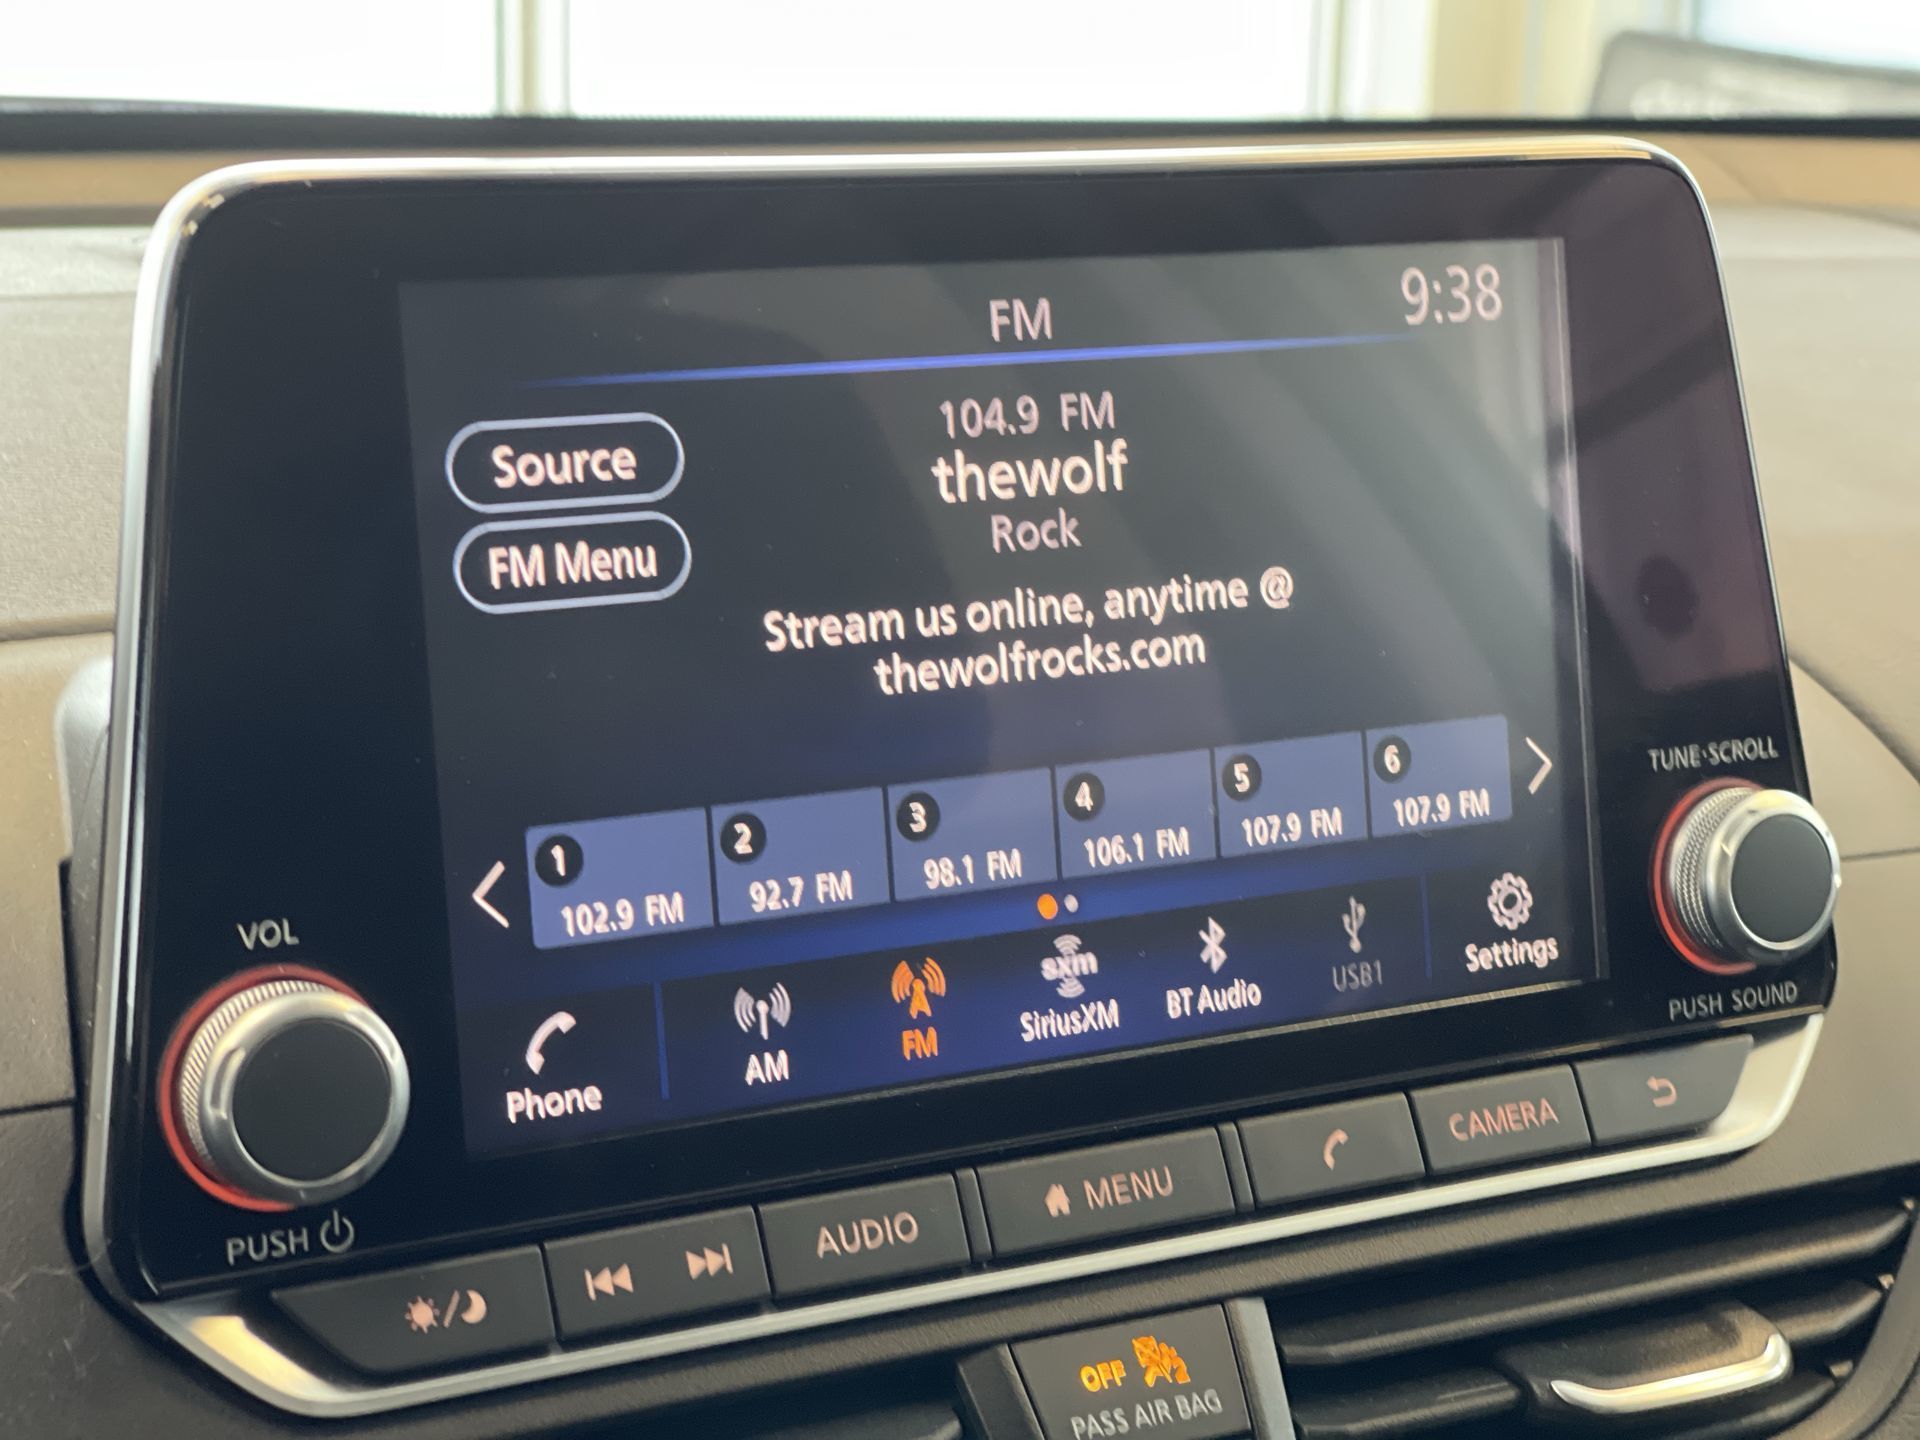 FM
9:38
104.9 FM
thewolf
Rock
Source
FM Menu
Stream us online, anytime @
thewolfrocks.com
1
102.9 FM
2
92.7 FM
3
98.1 FM
4
106.1 FM
5
107.9 FM
6
107.9 FM
TUNE·SCROLL
VOL
Phone
AM
FM
sxm
SiriusXM
BT Audio
USB1
Settings
PUSH SOUND
PUSH
AUDIO
MENU
CAMERA
OFF
2
PASS AIR BAG